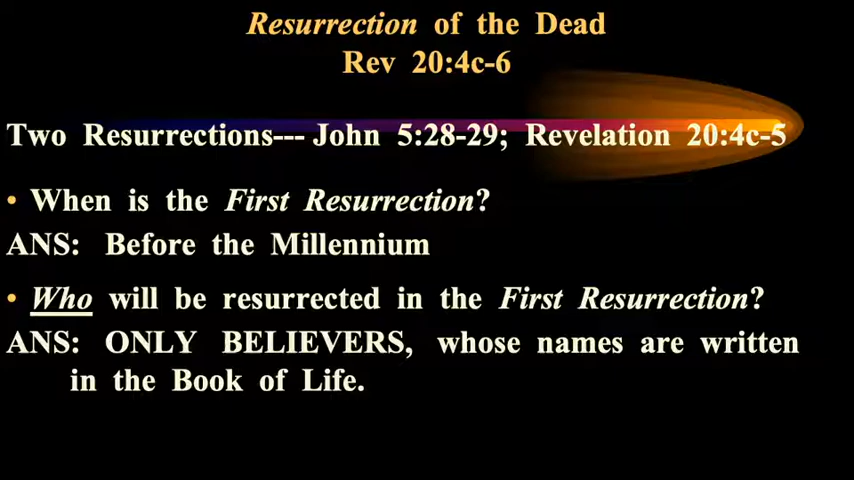 Resurrection of the Dead
Rev 20:4c-6
Two Resurrections--- John 5:28-29; Revelation 20:4c-5
• When is the First Resurrection?
ANS: Before the Millennium
• Who will be resurrected in the First Resurrection?
ANS: ONLY BELIEVERS, whose names are written
in the Book of Life.